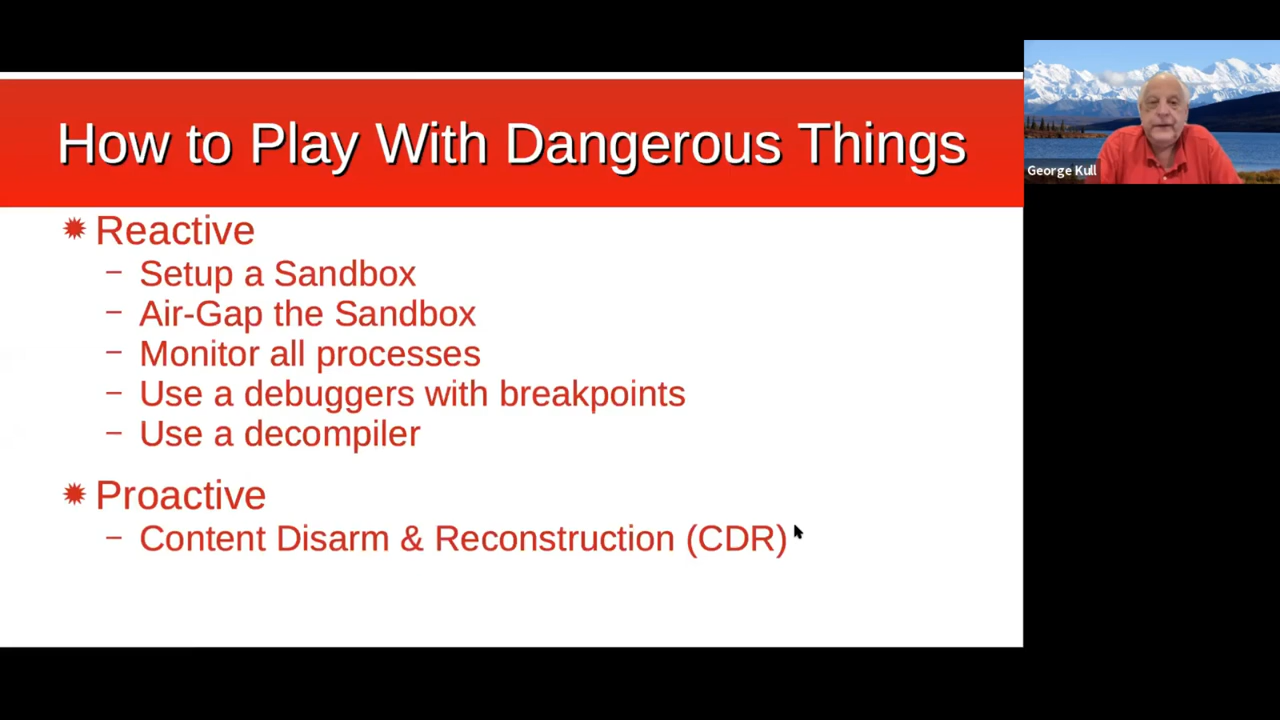 How to Play With Dangerous Things
Reactive
– Setup a Sandbox
– Air-Gap the Sandbox
– Monitor all processes
– Use a debuggers with breakpoints
– Use a decompiler
Proactive
– Content Disarm & Reconstruction (CDR)
George Kull